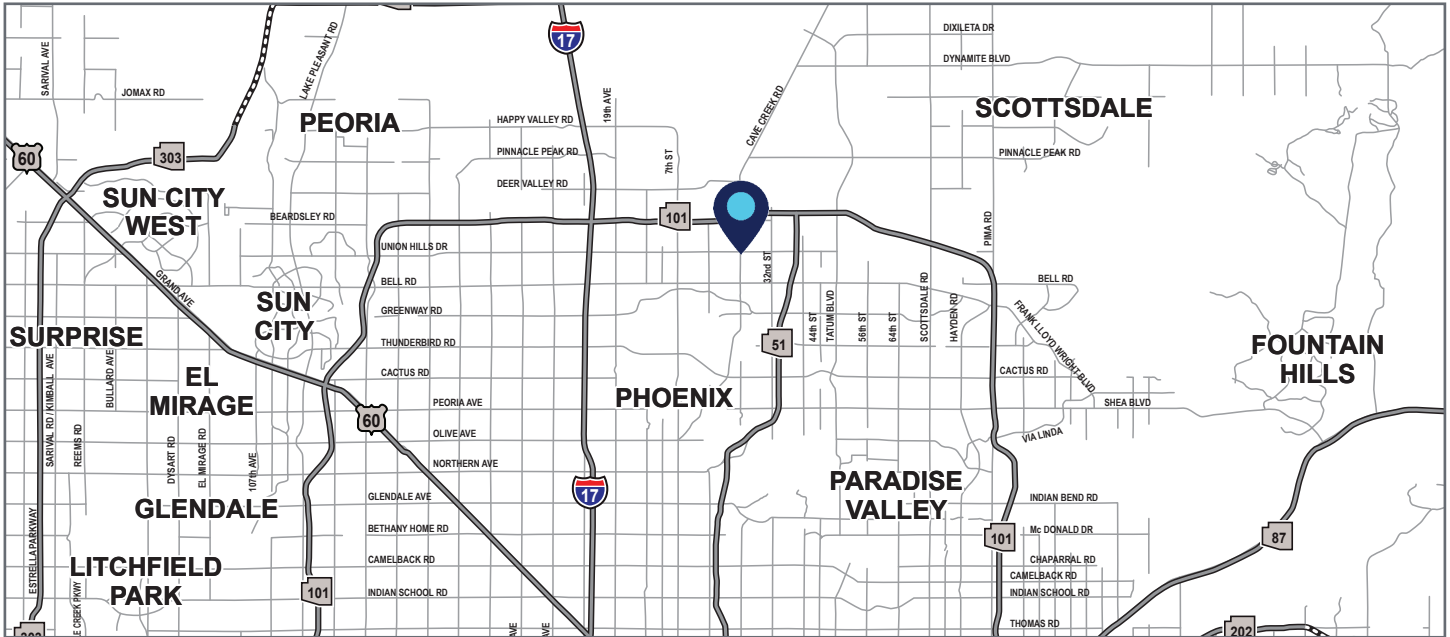 DIXILETA DR
DYNAMITE BLVD
SARIVAL AVE
LAKE PLEASANT RD
17
JOMAX RD
19th AVE
CAVE CREEK RD
SCOTTSDALE
PEORIA
HAPPY VALLEY RD
PINNACLE PEAK RD
7th ST
PINNACLE PEAK RD
60
303
DEER VALLEY RD
SUN CITY
WEST
BEARDSLEY RD
101
PIMA RD
UNION HILLS DR
32nd ST
BELL RD
BELL RD
GRAND AVE
SUN
CITY
GREENWAY RD
44th ST
TATUM BLVD
56th ST
64th ST
SCOTTSDALE RD
HAYDEN RD
FRANK LLOYD WRIGHT BLVD
SURPRISE
THUNDERBIRD RD
51
FOUNTAIN
HILLS
CACTUS RD
CACTUS RD
BULLARD AVE
EL
MIRAGE
PHOENIX
PEORIA AVE
SHEA BLVD
60
SARIVAL RD / KIMBALL AVE
REEMS RD
DYSART RD
EL MIRAGE RD
107th AVE
OLIVE AVE
VIA LINDA
NORTHERN AVE
PARADISE
VALLEY
17
GLENDALE
GLENDALE AVE
INDIAN BEND RD
BETHANY HOME RD
101
Mc DONALD DR
87
ESTRELLA PARKWAY
LITCHFIELD
PARK
CAMELBACK RD
CHAPARRAL RD
CAMELBACK RD
101
INDIAN SCHOOL RD
INDIAN SCHOOL RD
E CREEK PKWY
THOMAS RD
AVE
AVE
202